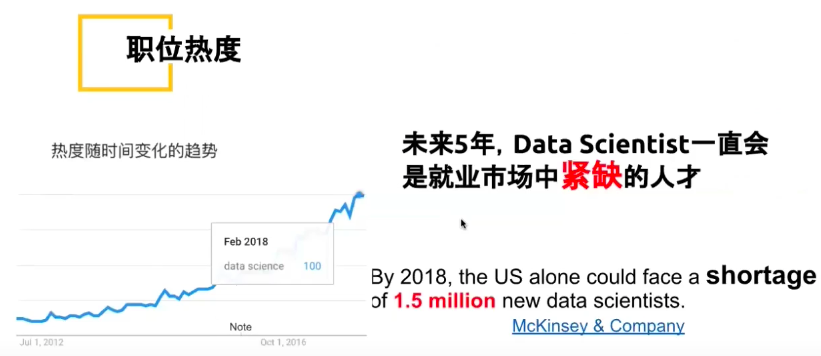 职位热度
热度随时间变化的趋势
Feb 2018
data science 100
Note
Jul 1, 2012
Oct 1, 2016
未来5年, Data Scientist一直会
是就业市场中紧缺的人才
By 2018, the US alone could face a shortage
of 1.5 million new data scientists.
McKinsey & Company